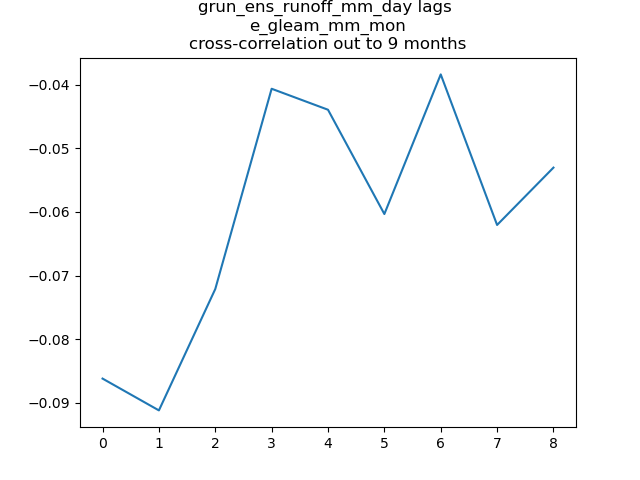 grun_ens_runoff_mm_day lags
e_gleam_mm_mon
cross-correlation out to 9 months
−0.04
−0.05
−0.06
−0.07
−0.08
−0.09
0 1 2 3 4 5 6 7 8